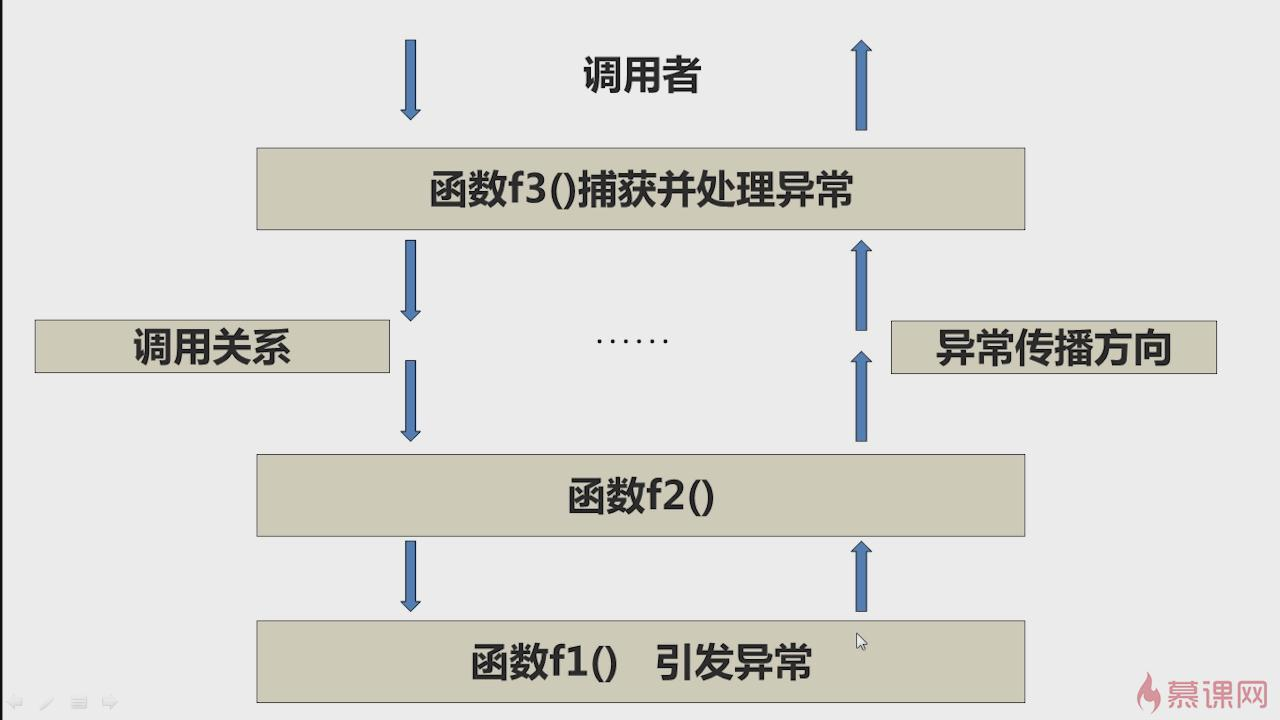 调用者
函数f3()捕获并处理异常
调用关系
......
异常传播方向
函数f2()
函数f1() 引发异常
慕课网